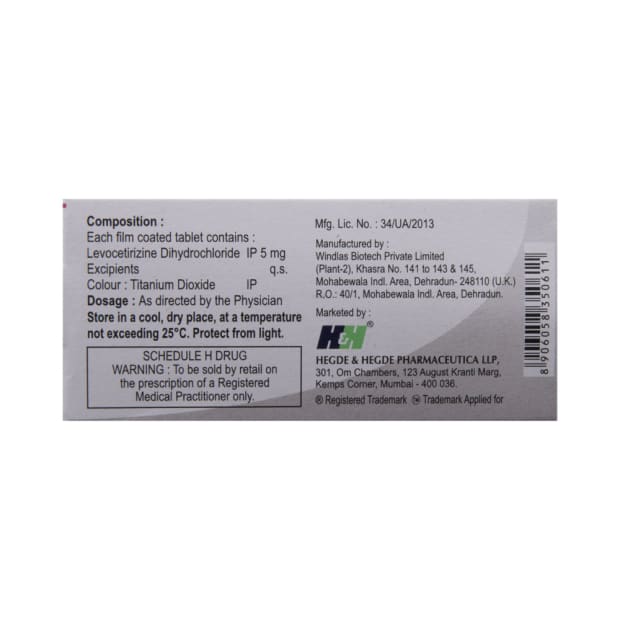 Composition :
Each film coated tablet contains :
Levocetirizine Dihydrochloride IP 5 mg
Excipients q.s.
Colour : Titanium Dioxide IP
Dosage : As directed by the Physician
Store in a cool, dry place, at a temperature
not exceeding 25°C. Protect from light.
SCHEDULE H DRUG
WARNING : To be sold by retail on
the prescription of a Registered
Medical Practitioner only.
Mfg. Lic. No. : 34/UA/2013
Manufactured by :
Windlas Biotech Private Limited
(Plant-2), Khasra No. 141 to 143 & 145,
Mohabewala Indl. Area, Dehradun- 248110 (U.K.)
R.O.: 40/1, Mohabewala Indl. Area, Dehradun.
Marketed by :
H&H®
HEGDE & HEGDE PHARMACEUTICA LLP,
301, Om Chambers, 123 August Kranti Marg,
Kemps Corner, Mumbai - 400 036.
® Registered Trademark ™ Trademark Applied for
8 906058 350611